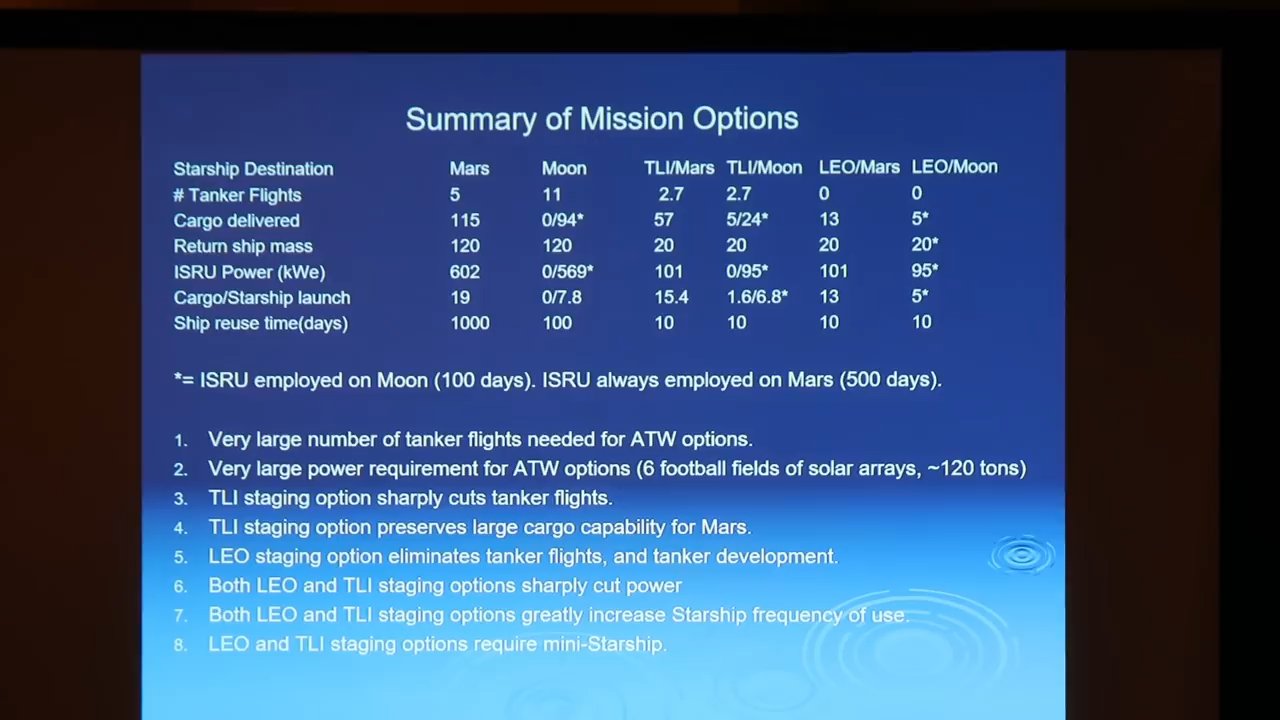 Summary of Mission Options
Starship Destination Mars Moon TLI/Mars TLI/Moon LEO/Mars LEO/Moon
# Tanker Flights 5 11 2.7 2.7 0 0
Cargo delivered 115 0/94* 57 5/24* 13 5*
Return ship mass 120 120 20 20 20 20*
ISRU Power (kWe) 602 0/569* 101 0/95* 101 95*
Cargo/Starship launch 19 0/7.8 15.4 1.6/6.8* 13 5*
Ship reuse time(days) 1000 100 10 10 10 10
*= ISRU employed on Moon (100 days). ISRU always employed on Mars (500 days).
1. Very large number of tanker flights needed for ATW options.
2. Very large power requirement for ATW options (6 football fields of solar arrays, ~120 tons)
3. TLI staging option sharply cuts tanker flights.
4. TLI staging option preserves large cargo capability for Mars.
5. LEO staging option eliminates tanker flights, and tanker development.
6. Both LEO and TLI staging options sharply cut power
7. Both LEO and TLI staging options greatly increase Starship frequency of use.
8. LEO and TLI staging options require mini-Starship.